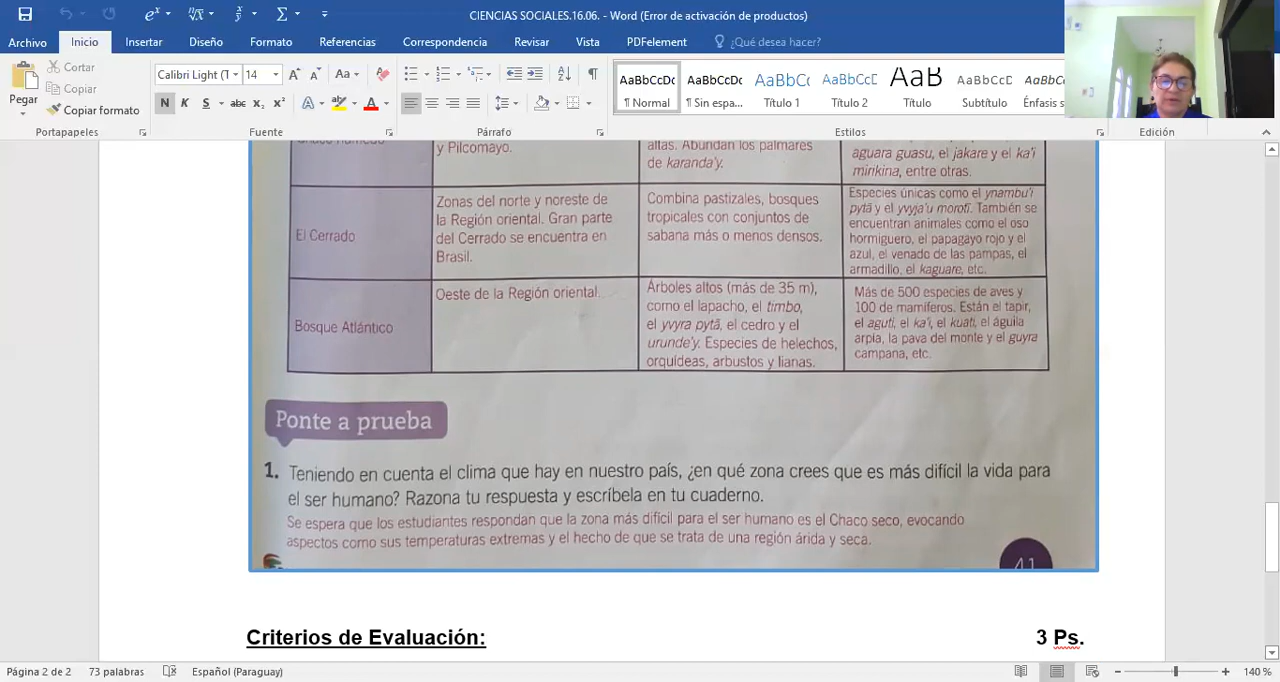 CIENCIAS SOCIALES.16.06. - Word (Error de activación de productos)
Archivo Inicio Insertar Diseño Formato Referencias Correspondencia Revisar Vista PDFelement ¿Qué desea hacer?
Pegar
Cortar
Copiar
Copiar formato
Portapapeles
Calibri Light (T 14
N K S abc x₂ x²
Fuente
Párrafo
AaBbCcDc AaBbCcDc AaBbC AaBbCcD AaB AaBbCcD AaBbC
¶ Normal ¶ Sin espa... Título 1 Título 2 Título Subtítulo Énfasis s
Estilos
Edición
y Pilcomayo.
altas. Abundan los palmares
de karanda'y.
aguara guasu, el jakare y el ka'i
mirikina, entre otras.
El Cerrado
Zonas del norte y noreste de
la Región oriental. Gran parte
del Cerrado se encuentra en
Brasil.
Combina pastizales, bosques
tropicales con conjuntos de
sabana más o menos densos.
Especies únicas como el ynambu'i
pytã y el yvyja'u morotĩ. También se
encuentran animales como el oso
hormiguero, el papagayo rojo y el
azul, el venado de las pampas, el
armadillo, el kaguare, etc.
Bosque Atlántico
Oeste de la Región oriental.
Árboles altos (más de 35 m),
como el lapacho, el timbo,
el yvyra pytã, el cedro y el
urunde'y. Especies de helechos,
orquídeas, arbustos y lianas.
Más de 500 especies de aves y
100 de mamíferos. Están el tapir,
el aguti, el ka'i, el kuati, el águila
arpía, la pava del monte y el guyra
campana, etc.
Ponte a prueba
1. Teniendo en cuenta el clima que hay en nuestro país, ¿en qué zona crees que es más difícil la vida para
el ser humano? Razona tu respuesta y escríbela en tu cuaderno.
Se espera que los estudiantes respondan que la zona más difícil para el ser humano es el Chaco seco, evocando
aspectos como sus temperaturas extremas y el hecho de que se trata de una región árida y seca.
41
Criterios de Evaluación: 3 Ps.
Página 2 de 2 73 palabras Español (Paraguay) 140 %